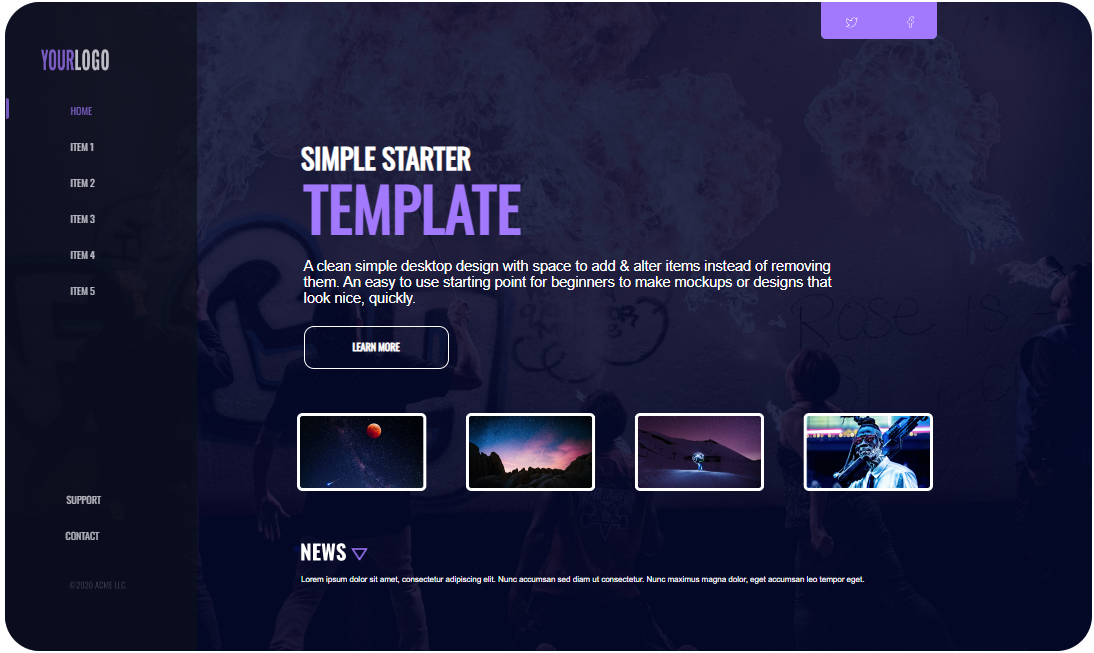 YOURLOGO
HOME
ITEM 1
ITEM 2
ITEM 3
ITEM 4
ITEM 5
SUPPORT
CONTACT
©2020 ACME LLC.
SIMPLE STARTER
TEMPLATE
A clean simple desktop design with space to add & alter items instead of removing
them. An easy to use starting point for beginners to make mockups or designs that
look nice, quickly.
LEARN MORE
Rose is A
NEWS
Lorem ipsum dolor sit amet, consectetur adipiscing elit. Nunc accumsan sed diam ut consectetur. Nunc maximus magna dolor, eget accumsan leo tempor eget.